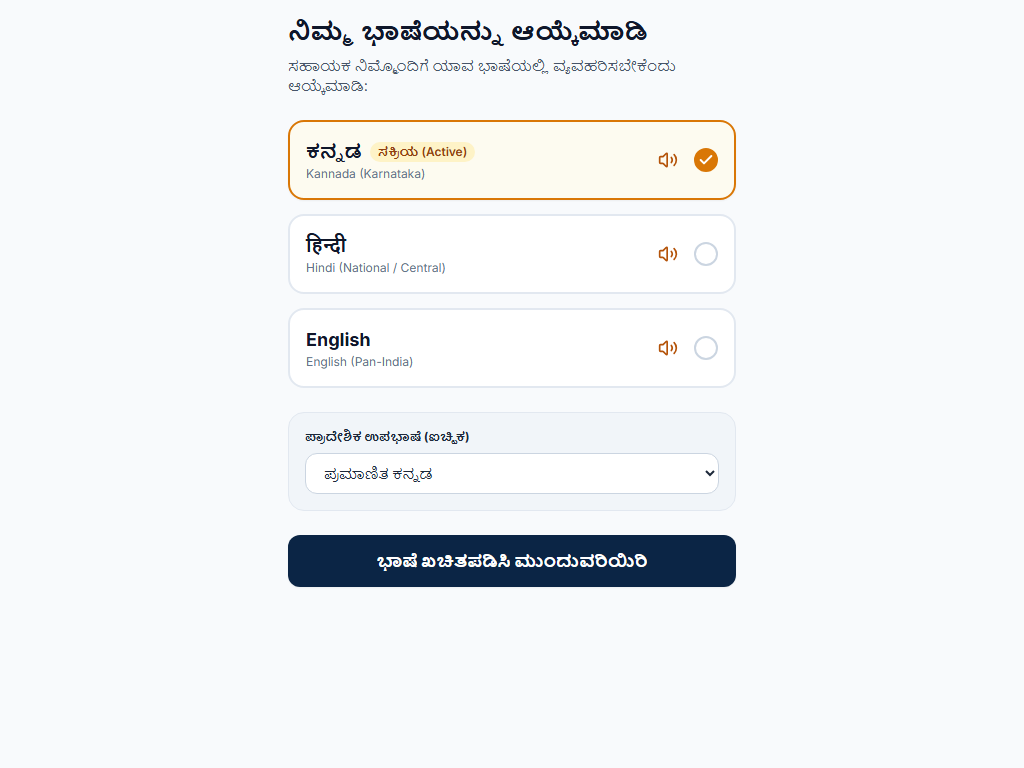 ನಿಮ್ಮ ಭಾಷೆಯನ್ನು ಆಯ್ಕೆಮಾಡಿ
ಸಹಾಯಕ ನಿಮ್ಮೊಂದಿಗೆ ಯಾವ ಭಾಷೆಯಲ್ಲಿ ವ್ಯವಹರಿಸಬೇಕೆಂದು
ಆಯ್ಕೆಮಾಡಿ:
ಕನ್ನಡ ಸಕ್ರಿಯ (Active)
Kannada (Karnataka)
हिन्दी
Hindi (National / Central)
English
English (Pan-India)
ಪ್ರಾದೇಶಿಕ ಉಪಭಾಷೆ (ಐಚ್ಛಿಕ)
ಪ್ರಮಾಣಿತ ಕನ್ನಡ
ಭಾಷೆ ಖಚಿತಪಡಿಸಿ ಮುಂದುವರಿಯಿರಿ